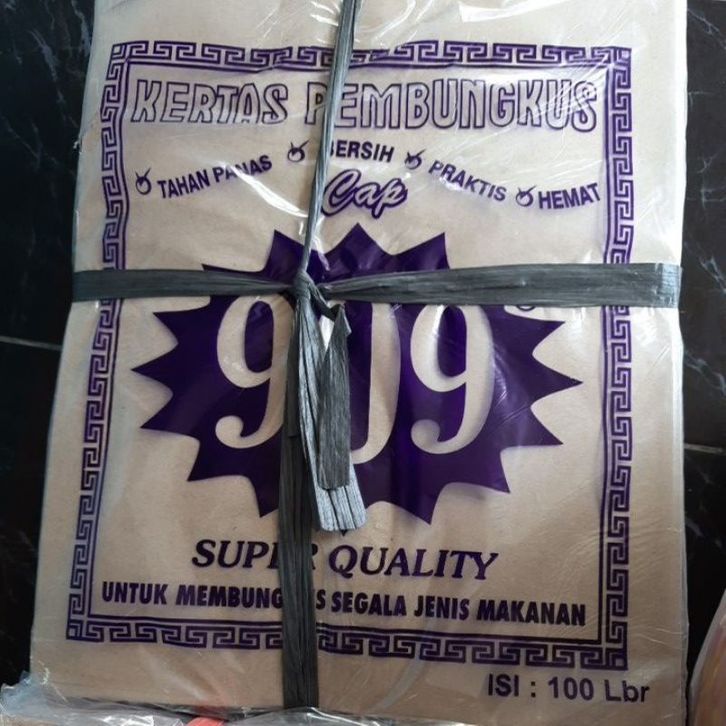 KERTAS PEMBUNGKUS
TAHAN PANAS BERSIH PRAKTIS HEMAT
Cap
909
SUPER QUALITY
UNTUK MEMBUNGKUS SEGALA JENIS MAKANAN
ISI : 100 Lbr